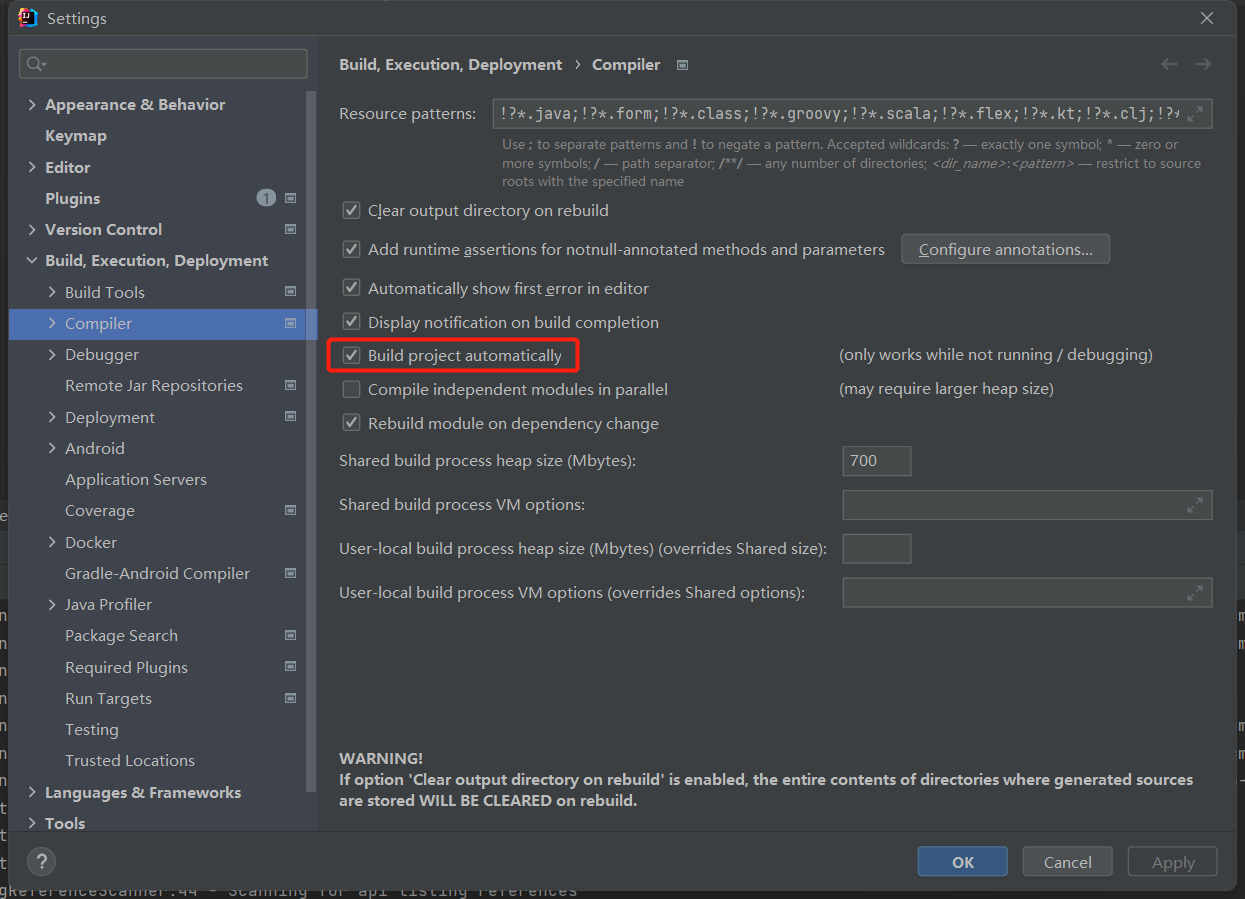 Settings
Build, Execution, Deployment › Compiler
Appearance & Behavior
Keymap
Editor
Plugins 1
Version Control
Build, Execution, Deployment
Build Tools
Compiler
Debugger
Remote Jar Repositories
Deployment
Android
Application Servers
Coverage
Docker
Gradle-Android Compiler
Java Profiler
Package Search
Required Plugins
Run Targets
Testing
Trusted Locations
Languages & Frameworks
Tools
Resource patterns: !?*.java;!?*.form;!?*.class;!?*.groovy;!?*.scala;!?*.flex;!?*.kt;!?*.clj;!?*
Use ; to separate patterns and ! to negate a pattern. Accepted wildcards: ? — exactly one symbol; * — zero or
more symbols; / — path separator; /**/ — any number of directories; <dir_name>:<pattern> — restrict to source
roots with the specified name
Clear output directory on rebuild
Add runtime assertions for notnull-annotated methods and parameters Configure annotations...
Automatically show first error in editor
Display notification on build completion
Build project automatically (only works while not running / debugging)
Compile independent modules in parallel (may require larger heap size)
Rebuild module on dependency change
Shared build process heap size (Mbytes): 700
Shared build process VM options:
User-local build process heap size (Mbytes) (overrides Shared size):
User-local build process VM options (overrides Shared options):
WARNING!
If option 'Clear output directory on rebuild' is enabled, the entire contents of directories where generated sources
are stored WILL BE CLEARED on rebuild.
? OK Cancel Apply